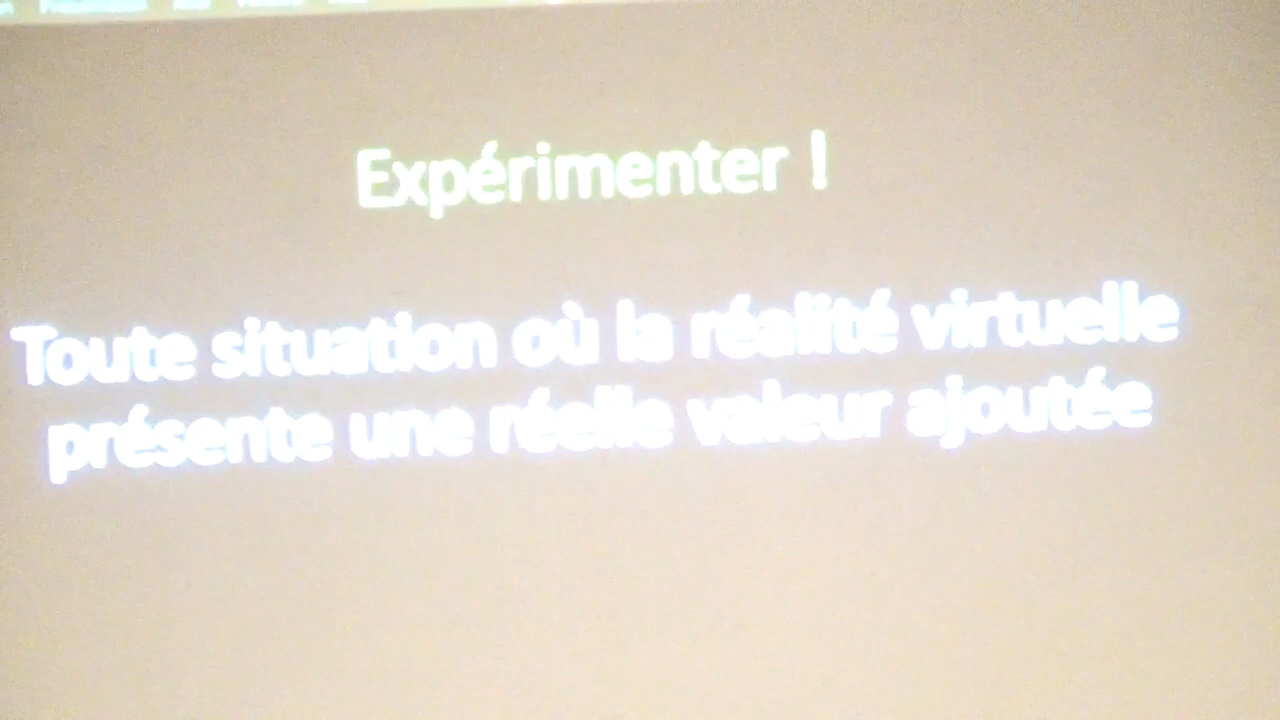 Expérimenter !
Toute situation où la réalité virtuelle
présente une réelle valeur ajoutée